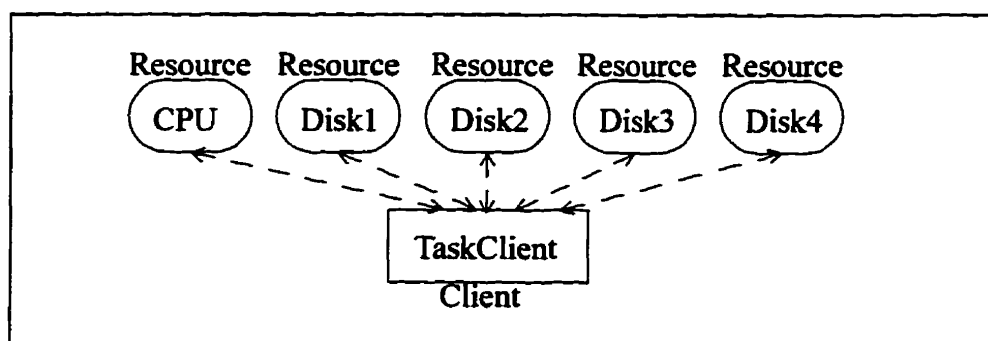 Resource Resource Resource Resource Resource
CPU Disk1 Disk2 Disk3 Disk4
TaskClient
Client